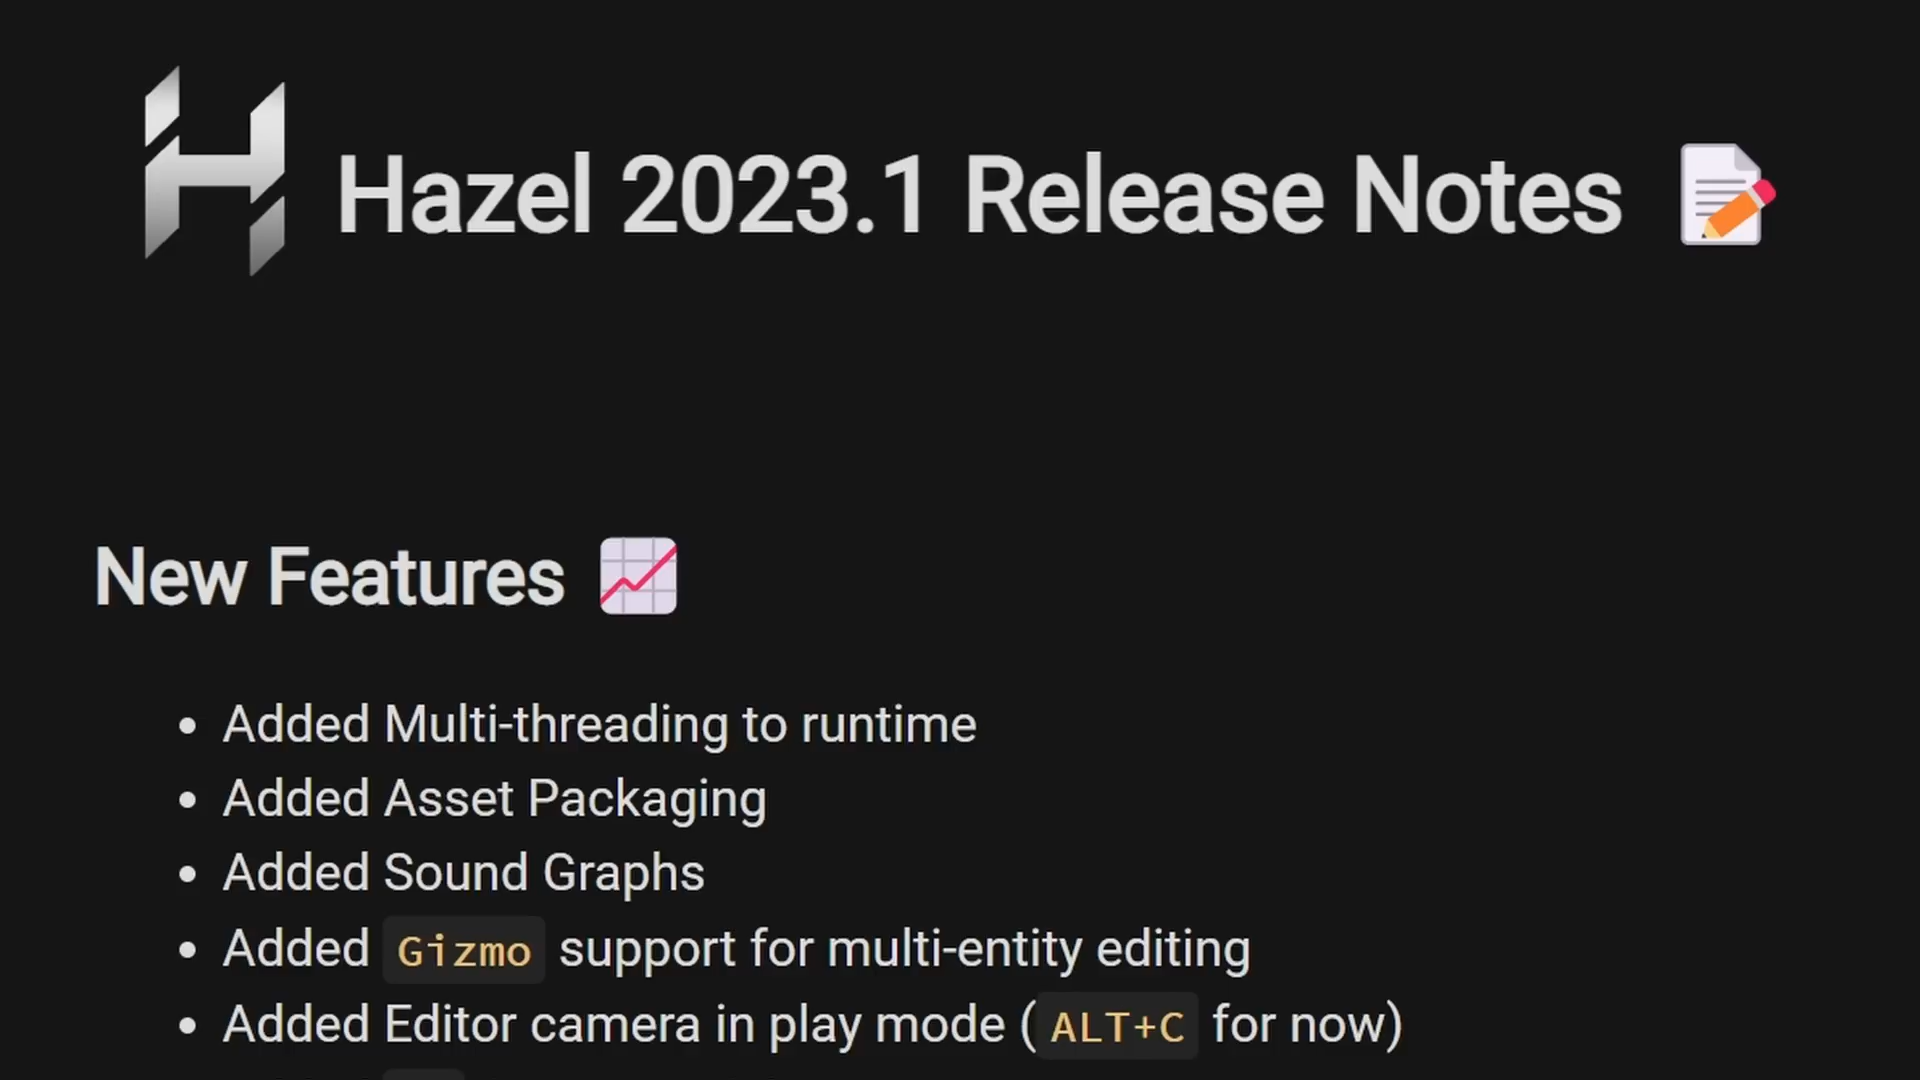 Hazel 2023.1 Release Notes 📝
New Features 📈
• Added Multi-threading to runtime
• Added Asset Packaging
• Added Sound Graphs
• Added Gizmo support for multi-entity editing
• Added Editor camera in play mode (ALT+C for now)